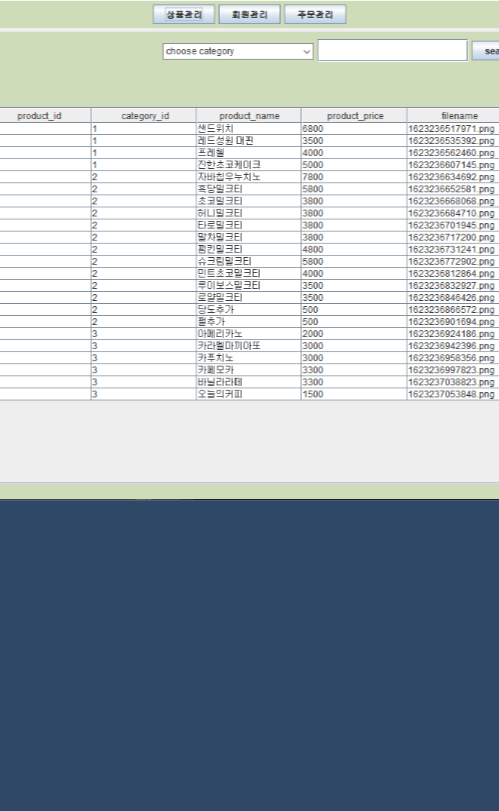 상품관리 회원관리 주문관리
choose category sea
product_id category_id product_name product_price filename
1 샌드위치 6800 1623236517971.png
1 레드성원 머핀 3500 1623236535392.png
1 프레첼 4000 1623236562460.png
1 진한초코케이크 5000 1623236607145.png
2 자바칩우누치노 7800 1623236634692.png
2 흑당밀크티 5800 1623236652581.png
2 초코밀크티 3800 1623236668068.png
2 허니밀크티 3800 1623236684710.png
2 타로밀크티 3800 1623236701945.png
2 말차밀크티 3800 1623236717200.png
2 펌킨밀크티 4800 1623236731241.png
2 슈크림밀크티 5800 1623236772902.png
2 민트초코밀크티 4000 1623236812864.png
2 루이보스밀크티 3500 1623236832927.png
2 로얄밀크티 3500 1623236846426.png
2 당도추가 500 1623236866572.png
2 펄추가 500 1623236901694.png
3 아메리카노 2000 1623236924186.png
3 카라멜마끼아또 3000 1623236942396.png
3 카푸치노 3000 1623236958356.png
3 카페모카 3300 1623236997823.png
3 바닐라라떼 3300 1623237038823.png
3 오늘의커피 1500 1623237053848.png